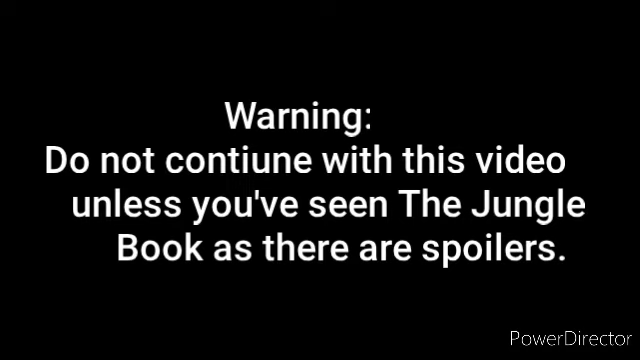 Warning:
Do not contiune with this video
unless you've seen The Jungle
Book as there are spoilers.
PowerDirector